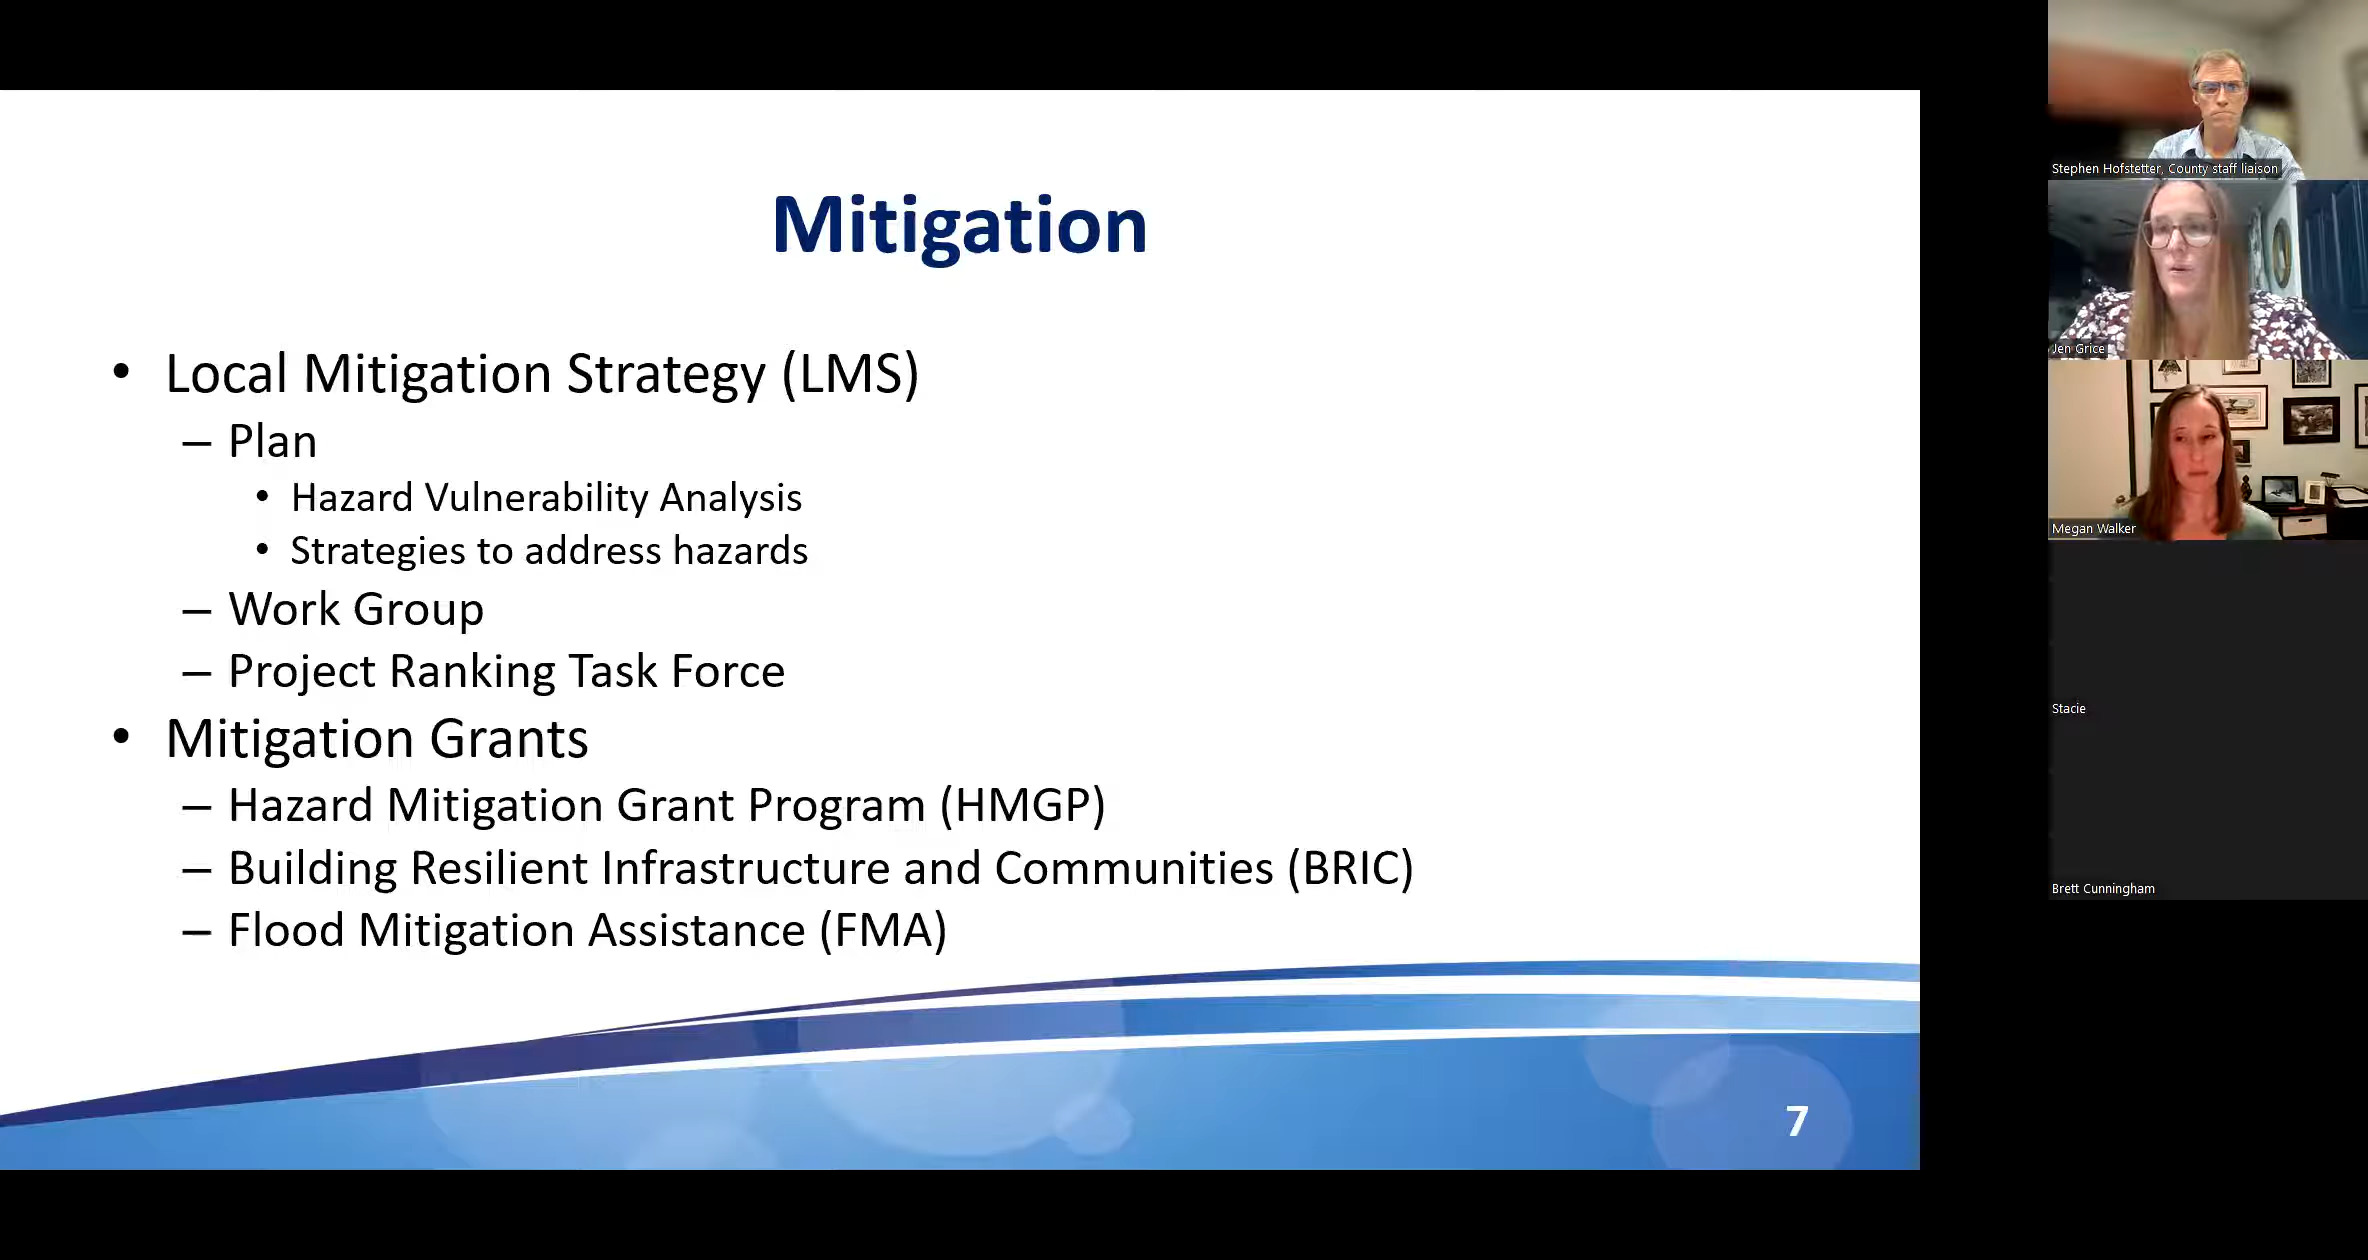 Mitigation
• Local Mitigation Strategy (LMS)
– Plan
• Hazard Vulnerability Analysis
• Strategies to address hazards
– Work Group
– Project Ranking Task Force
• Mitigation Grants
– Hazard Mitigation Grant Program (HMGP)
– Building Resilient Infrastructure and Communities (BRIC)
– Flood Mitigation Assistance (FMA)
7
Stephen Hofstetter, County staff liaison
Jen Grice
Megan Walker
Stacie
Brett Cunningham